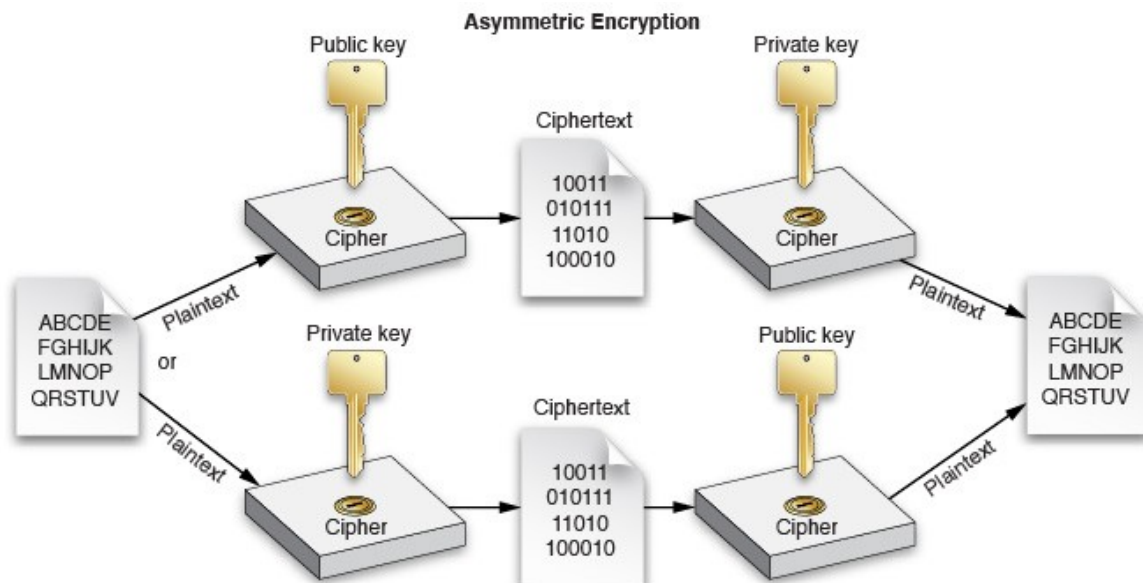 Asymmetric Encryption
Public key
Private key
Ciphertext
10011
010111
11010
100010
Cipher
Cipher
Plaintext
Plaintext
ABCDE
FGHIJK
LMNOP
QRSTUV
or
ABCDE
FGHIJK
LMNOP
QRSTUV
Private key
Public key
Ciphertext
Plaintext
Plaintext
10011
010111
11010
100010
Cipher
Cipher